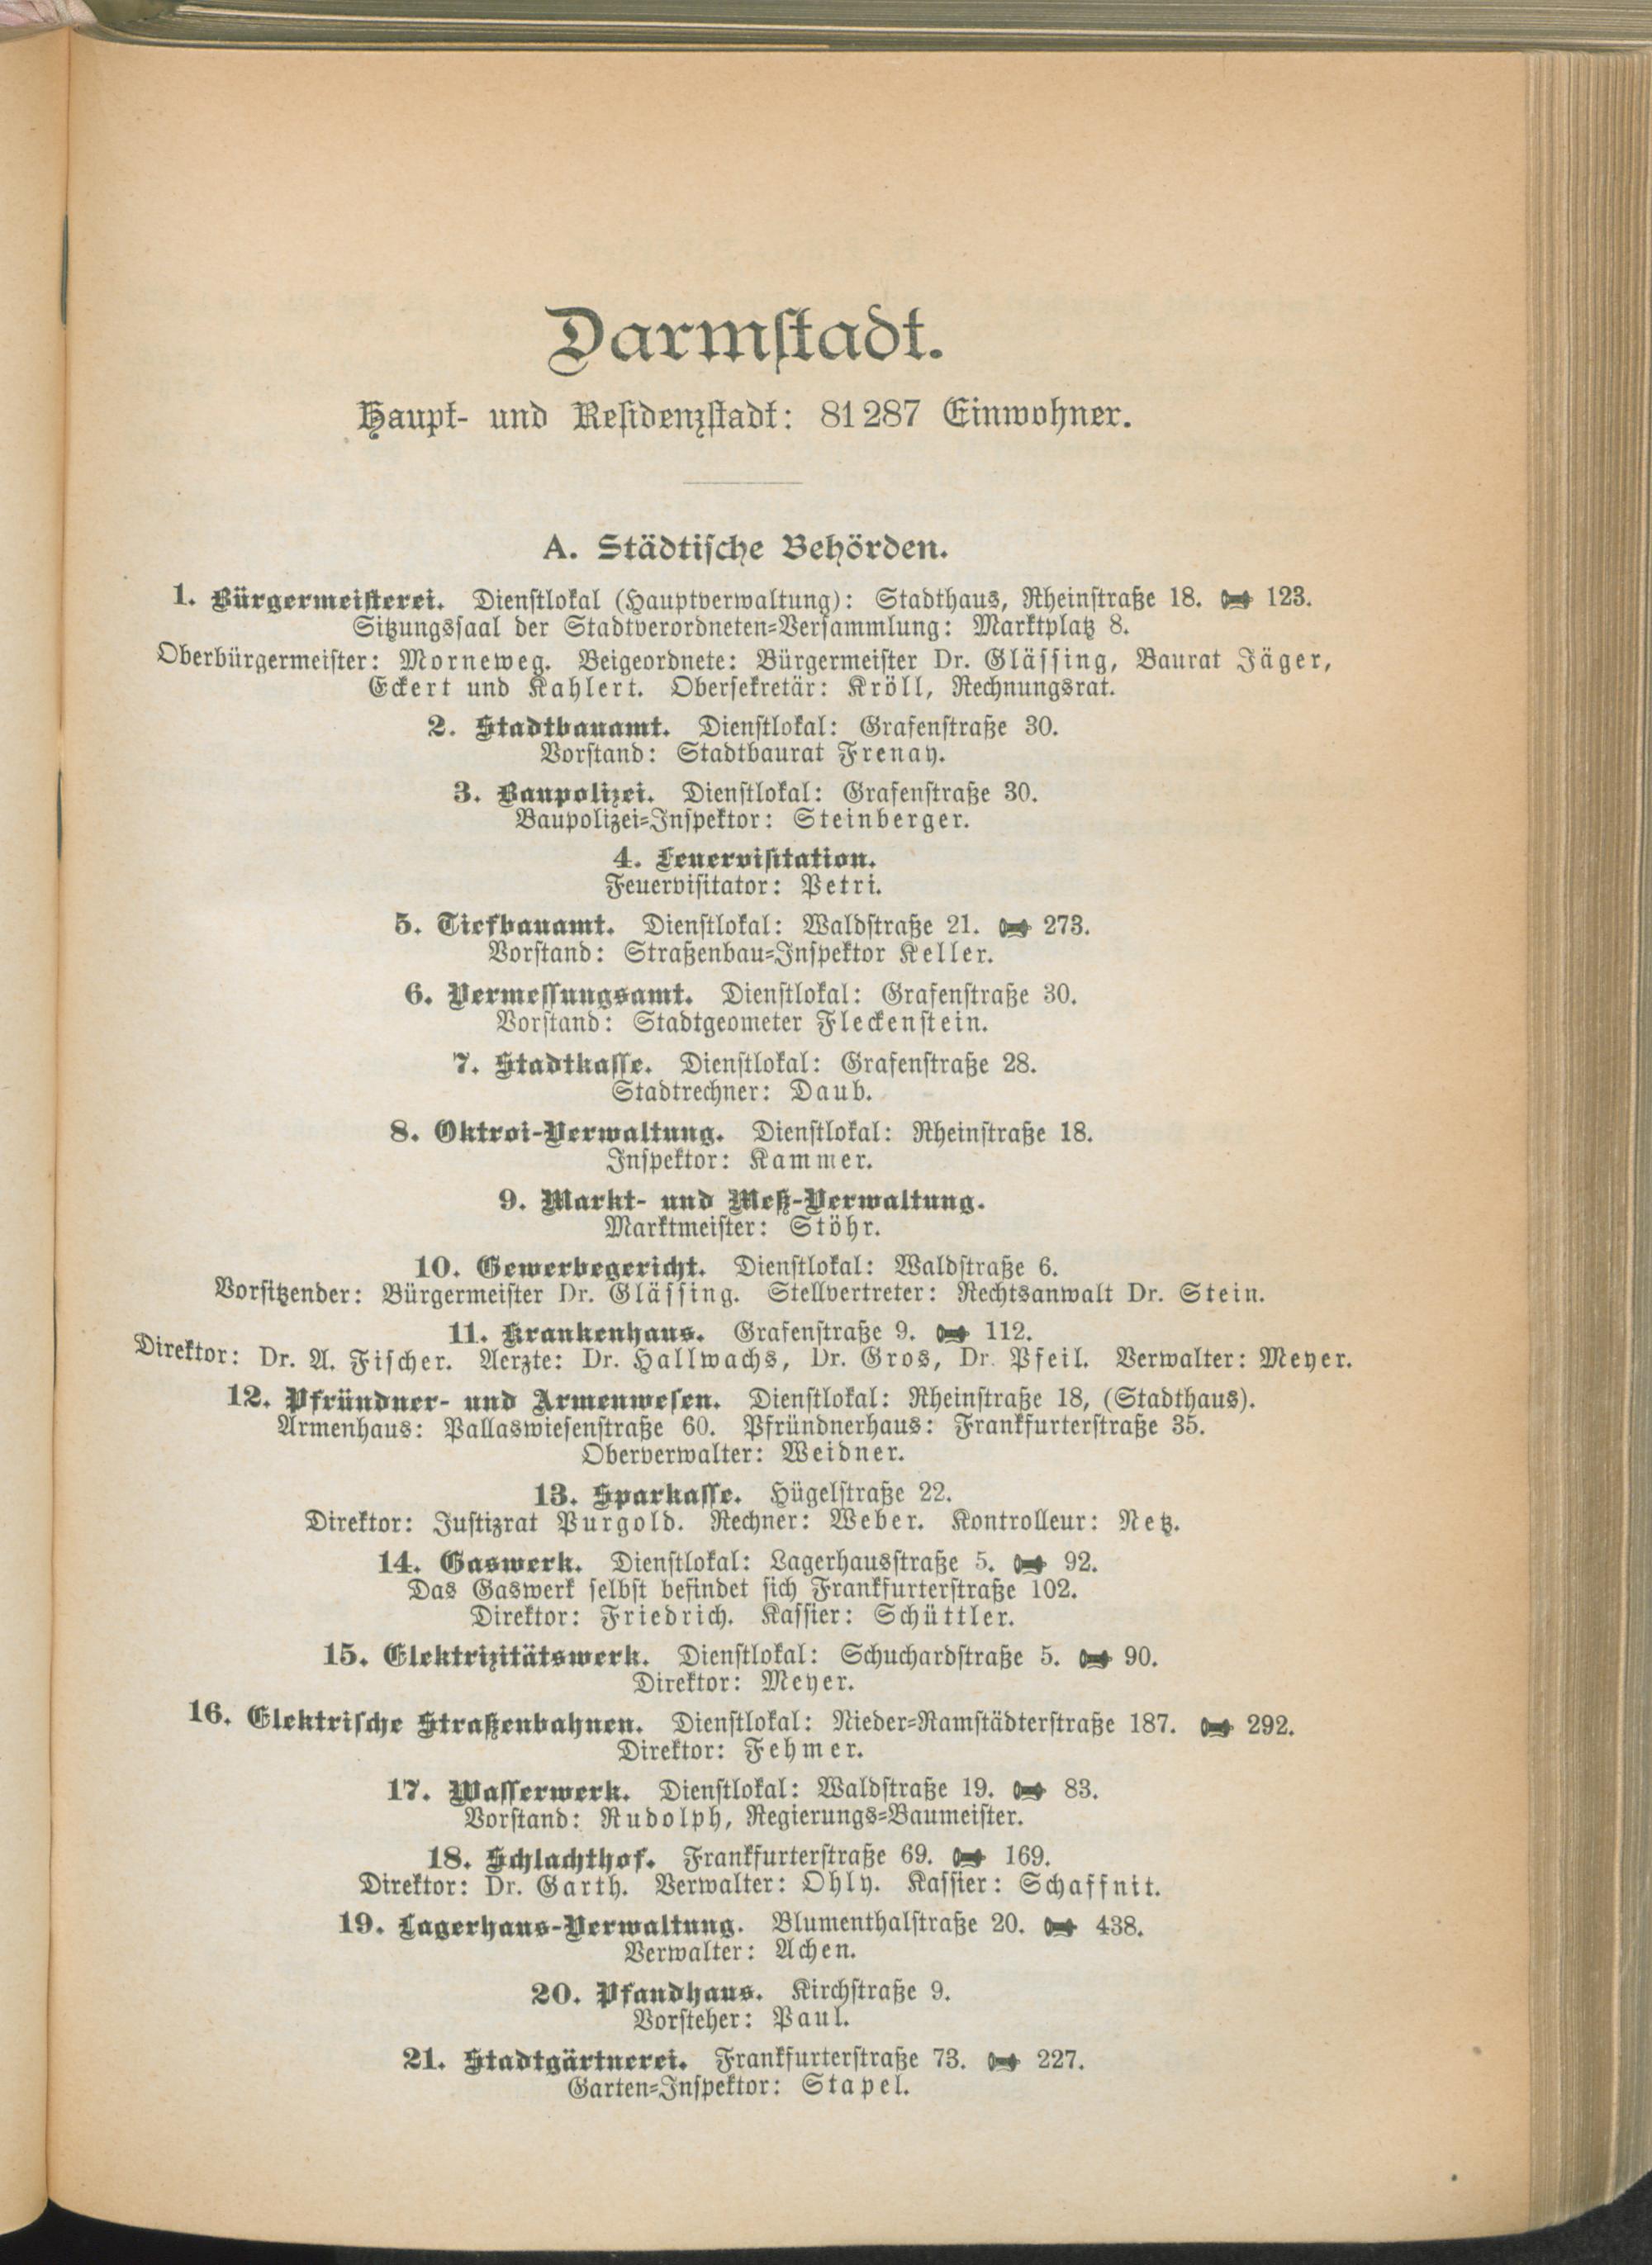 Darmstadt.
Haupt- und Residenzstadt: 81 287 Einwohner.
A. Städtische Behörden.
1. Bürgermeisterei. Dienstlokal (Hauptverwaltung): Stadthaus, Rheinstraße 18. 123.
Sitzungssaal der Stadtverordneten-Versammlung: Marktplatz 8.
Oberbürgermeister: Morneweg. Beigeordnete: Bürgermeister Dr. Glässing, Baurat Jäger,
Eckert und Kahlert. Obersekretär: Kröll, Rechnungsrat.
2. Stadtbauamt. Dienstlokal: Grafenstraße 30.
Vorstand: Stadtbaurat Frenay.
3. Baupolizei. Dienstlokal: Grafenstraße 30.
Baupolizei-Inspektor: Steinberger.
4. Feuervisitation.
Feuervisitator: Petri.
5. Tiefbauamt. Dienstlokal: Waldstraße 21. 273.
Vorstand: Straßenbau-Inspektor Keller.
6. Vermessungsamt. Dienstlokal: Grafenstraße 30.
Vorstand: Stadtgeometer Fleckenstein.
7. Stadtkasse. Dienstlokal: Grafenstraße 28.
Stadtrechner: Daub.
8. Oktroi-Verwaltung. Dienstlokal: Rheinstraße 18.
Inspektor: Kammer.
9. Markt- und Meß-Verwaltung.
Marktmeister: Stöhr.
10. Gewerbegericht. Dienstlokal: Waldstraße 6.
Vorsitzender: Bürgermeister Dr. Glässing. Stellvertreter: Rechtsanwalt Dr. Stein.
11. Krankenhaus. Grafenstraße 9. 112.
Direktor: Dr. A. Fischer. Aerzte: Dr. Hallwachs, Dr. Gros, Dr. Pfeil. Verwalter: Meyer.
12. Pfründner- und Armenwesen. Dienstlokal: Rheinstraße 18, (Stadthaus).
Armenhaus: Pallaswiesenstraße 60. Pfründnerhaus: Frankfurterstraße 35.
Oberverwalter: Weidner.
13. Sparkasse. Hügelstraße 22.
Direktor: Justizrat Purgold. Rechner: Weber. Kontrolleur: Netz.
14. Gaswerk. Dienstlokal: Lagerhausstraße 5. 92.
Das Gaswerk selbst befindet sich Frankfurterstraße 102.
Direktor: Friedrich. Kassier: Schüttler.
15. Elektrizitätswerk. Dienstlokal: Schuchardstraße 5. 90.
Direktor: Meyer.
16. Elektrische Straßenbahnen. Dienstlokal: Nieder-Ramstädterstraße 187. 292.
Direktor: Fehmer.
17. Wasserwerk. Dienstlokal: Waldstraße 19. 83.
Vorstand: Rudolph, Regierungs-Baumeister.
18. Schlachthof. Frankfurterstraße 69. 169.
Direktor: Dr. Garth. Verwalter: Ohly. Kassier: Schaffnit.
19. Lagerhaus-Verwaltung. Blumenthalstraße 20. 438.
Verwalter: Achen.
20. Pfandhaus. Kirchstraße 9.
Vorsteher: Paul.
21. Stadtgärtnerei. Frankfurterstraße 73. 227.
Garten-Inspektor: Stapel.